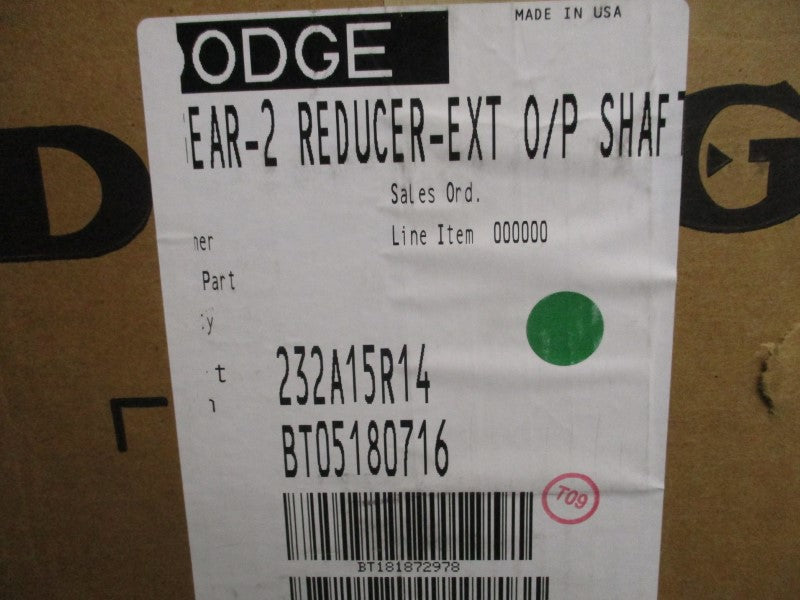 MADE IN USA
ODGE
EAR-2 REDUCER-EXT O/P SHAFT
Sales Ord.
Line Item 000000
ner
Part
y
t
232A15R14
BT05180716
T09
BT181872978
D
G